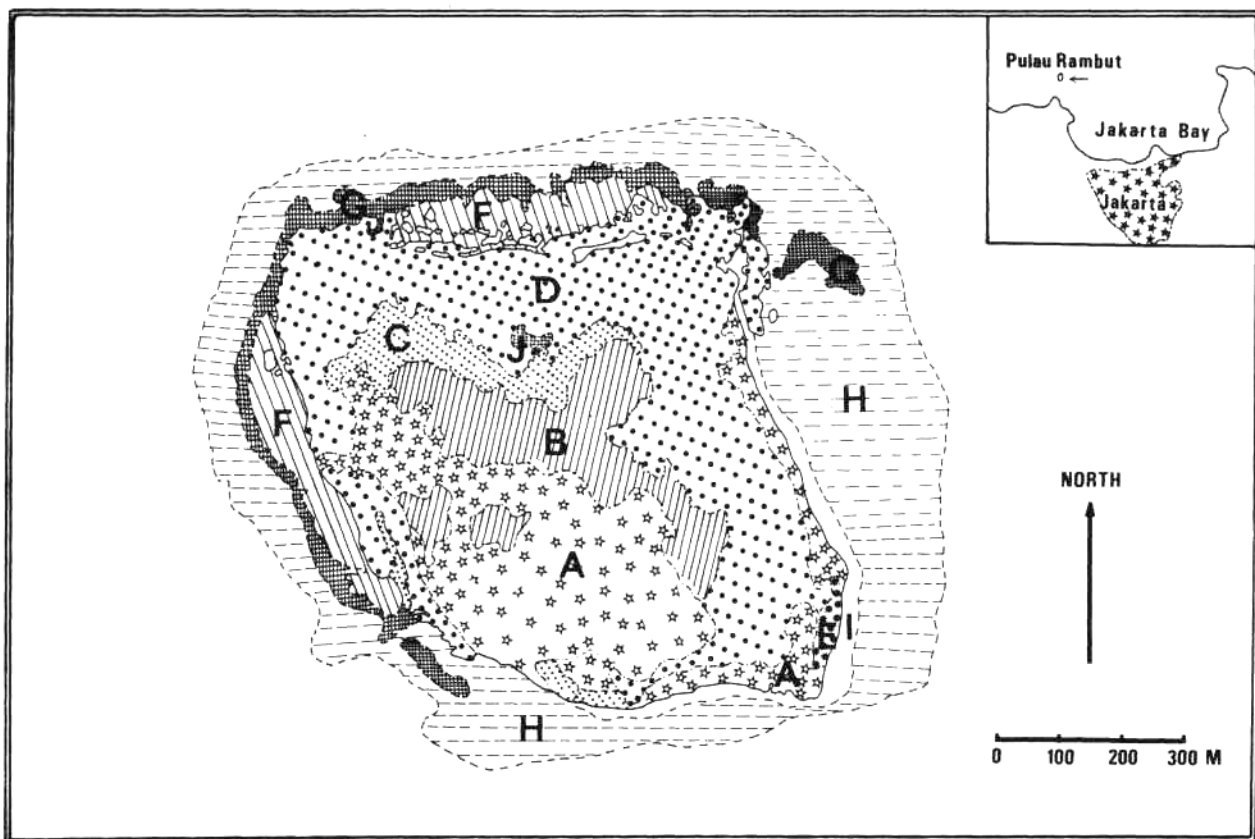 Pulau Rambut
Jakarta Bay
Jakarta
G
F
G
D
C
J
H
F
B
NORTH
A
E I
A
H
0 100 200 300 M